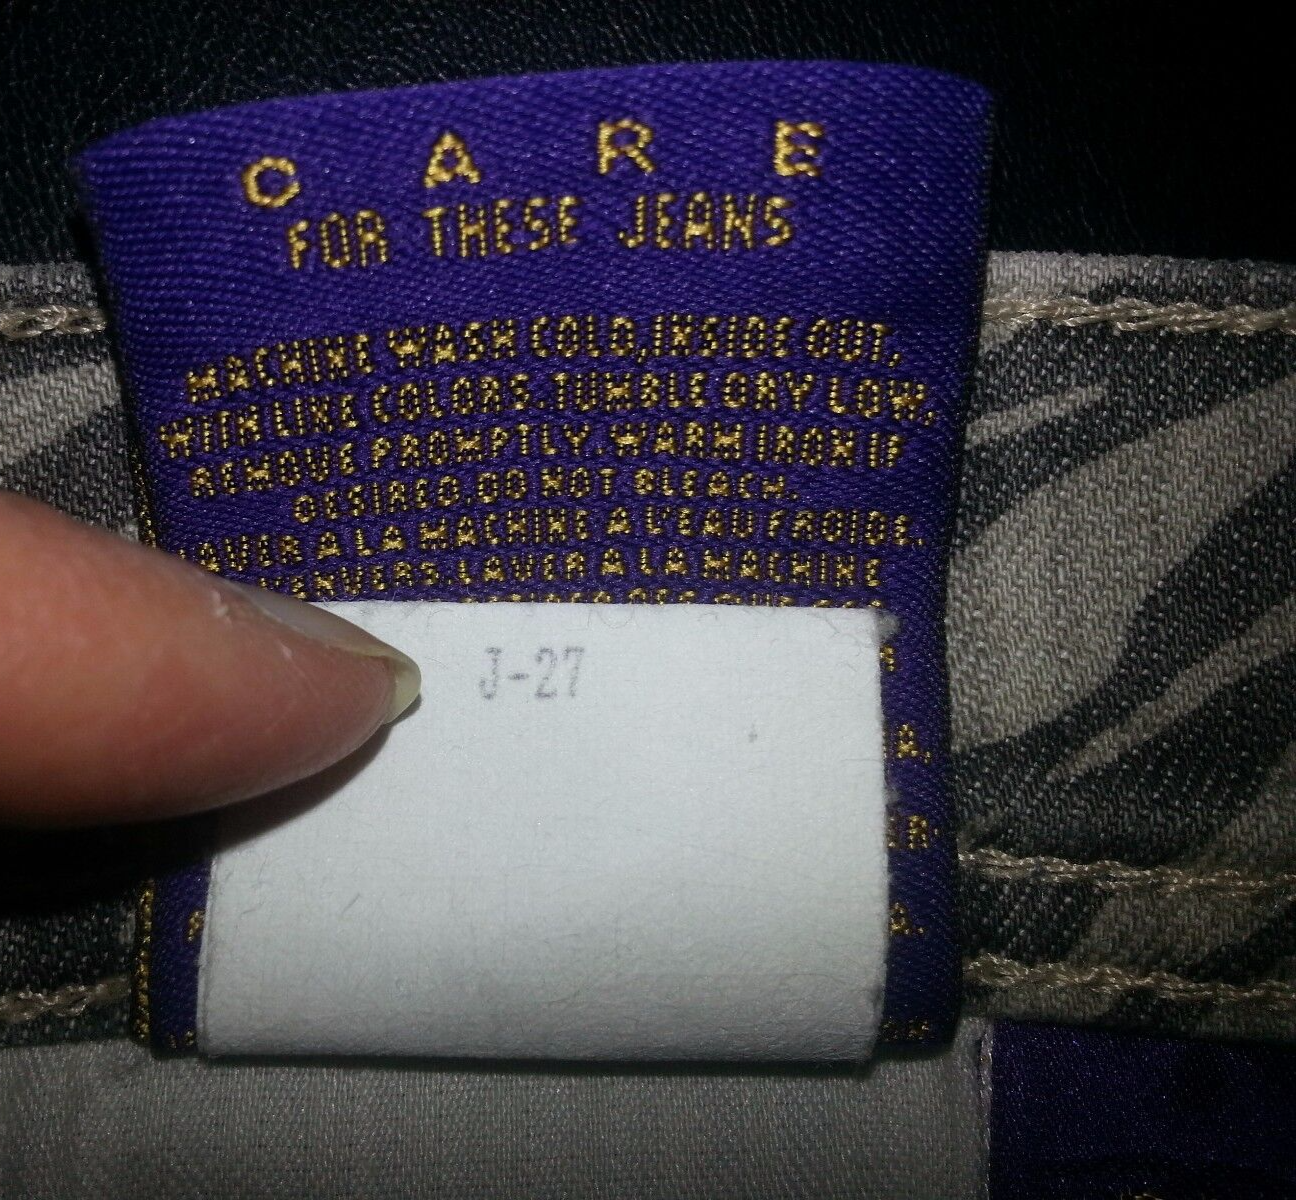 CARE
FOR THESE JEANS
MACHINE WASH COLD, INSIDE OUT,
WITH LIKE COLORS. TUMBLE DRY LOW.
REMOVE PROMPTLY. WARM IRON IF
DESIRED. DO NOT BLEACH.
LAVER A LA MACHINE A L'EAU FROIDE.
L'ENVERS. LAVER A LA MACHINE
J-27
A.
ER
A.